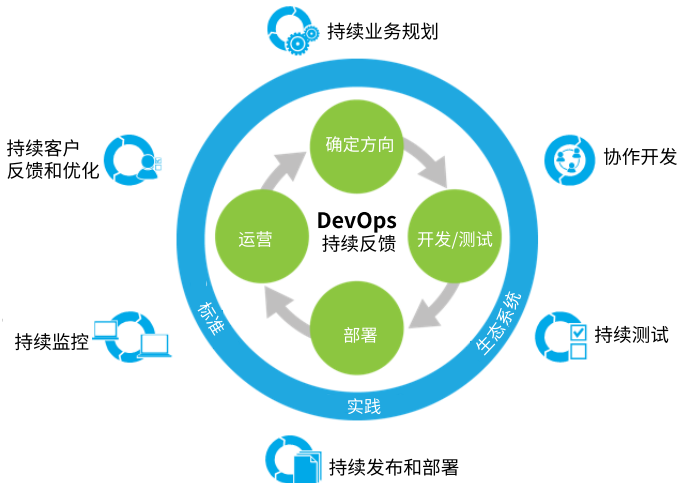 持续业务规划
持续客户
反馈和优化
确定方向
协作开发
DevOps
持续反馈
运营
开发/测试
标准
生态系统
部署
持续监控
持续测试
实践
持续发布和部署